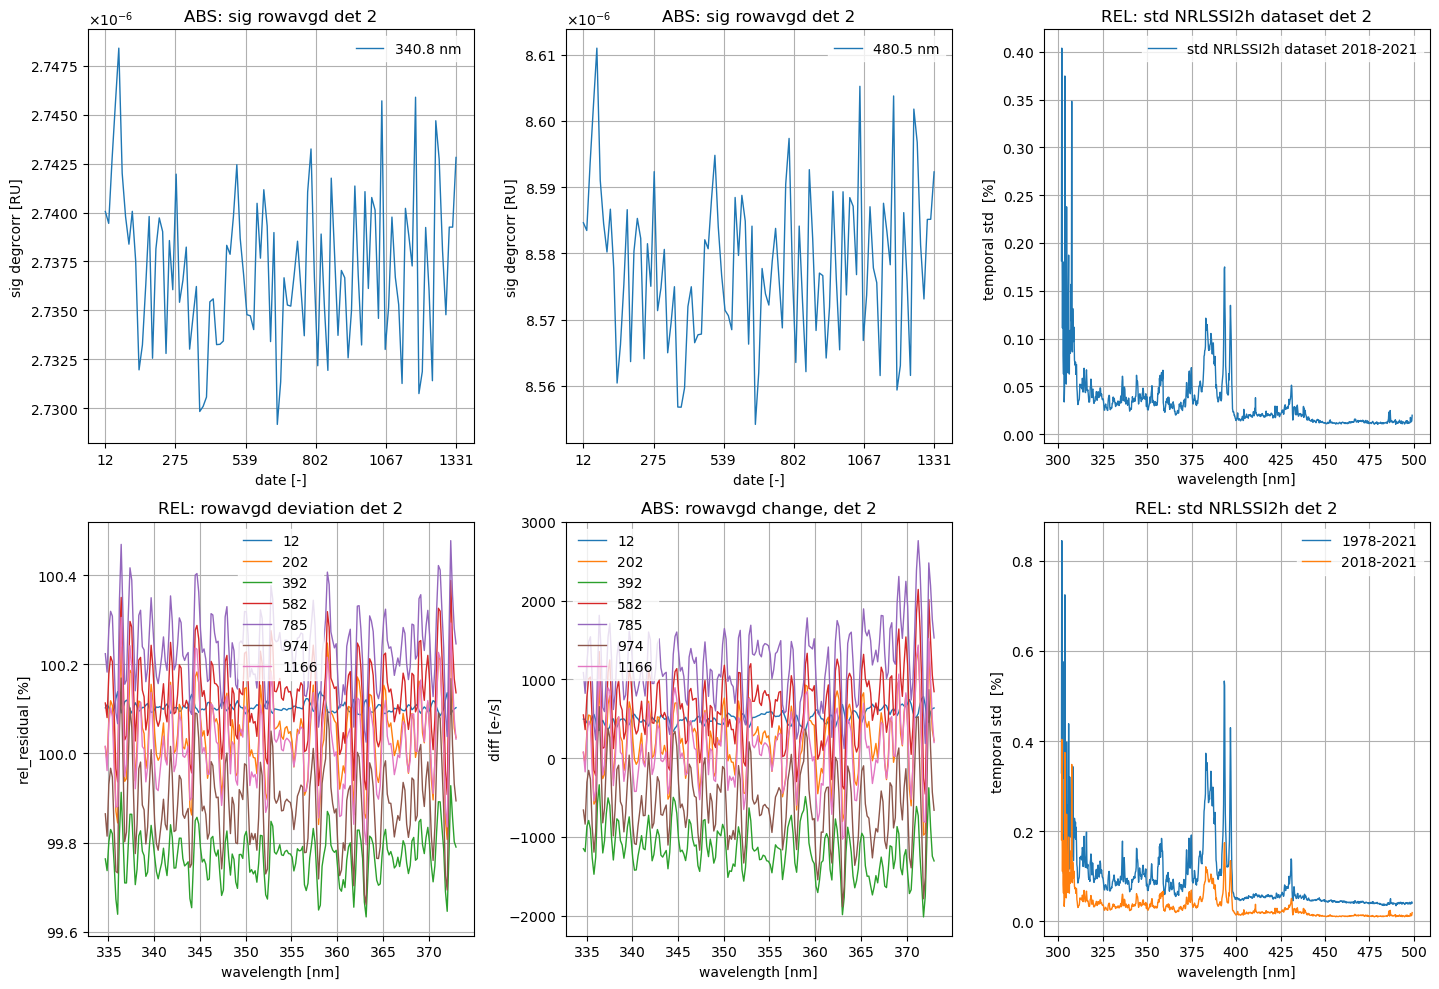 ABS: sig rowavgd det 2
×10⁻⁶
340.8 nm
2.7475
2.7450
2.7425
2.7400
2.7375
2.7350
2.7325
2.7300
sig degrcorr [RU]
12 275 539 802 1067 1331
date [-]
ABS: sig rowavgd det 2
×10⁻⁶
480.5 nm
8.61
8.60
8.59
8.58
8.57
8.56
sig degrcorr [RU]
12 275 539 802 1067 1331
date [-]
REL: std NRLSSI2h dataset det 2
std NRLSSI2h dataset 2018-2021
0.40
0.35
0.30
0.25
0.20
0.15
0.10
0.05
0.00
temporal std [%]
300 325 350 375 400 425 450 475 500
wavelength [nm]
REL: rowavgd deviation det 2
12
202
392
582
785
974
1166
100.4
100.2
100.0
99.8
99.6
rel_residual [%]
335 340 345 350 355 360 365 370
wavelength [nm]
ABS: rowavgd change, det 2
12
202
392
582
785
974
1166
3000
2000
1000
0
−1000
−2000
diff [e-/s]
335 340 345 350 355 360 365 370
wavelength [nm]
REL: std NRLSSI2h det 2
1978-2021
2018-2021
0.8
0.6
0.4
0.2
0.0
temporal std [%]
300 325 350 375 400 425 450 475 500
wavelength [nm]